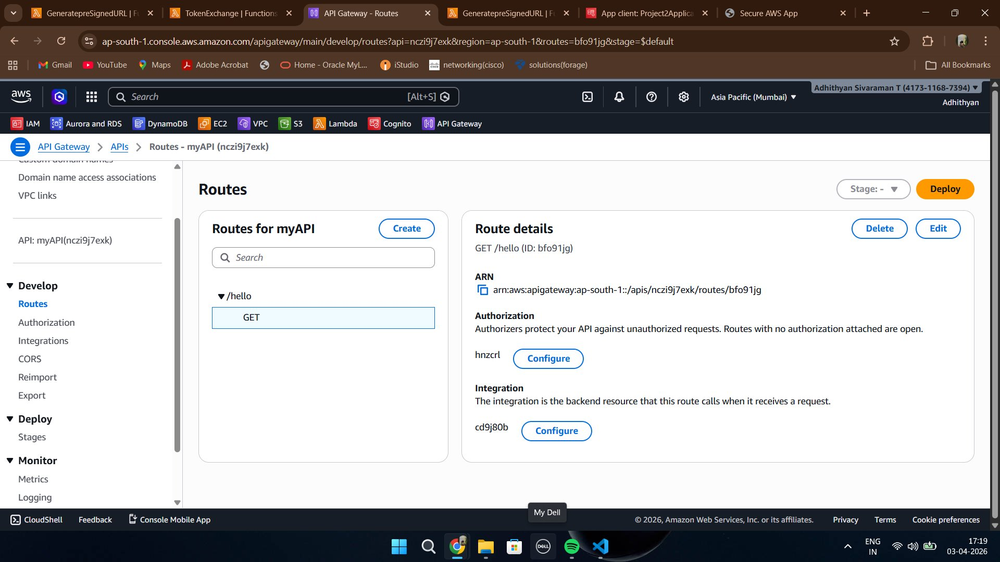 GeneratepreSignedURL | Fu
TokenExchange | Functions
API Gateway - Routes
GeneratepreSignedURL | Fu
App client: Project2Applica
Secure AWS App
ap-south-1.console.aws.amazon.com/apigateway/main/develop/routes?api=nczi9j7exk&region=ap-south-1&routes=bfo91jg&stage=$default
Gmail
YouTube
Maps
Adobe Acrobat
Home - Oracle MyL...
iStudio
networking(cisco)
solutions(forage)
All Bookmarks
aws
Search
[Alt+S]
Asia Pacific (Mumbai)
Adhithyan Sivaraman T (4173-1168-7394)
Adhithyan
IAM
Aurora and RDS
DynamoDB
EC2
VPC
S3
Lambda
Cognito
API Gateway
API Gateway
APIs
Routes - myAPI (nczi9j7exk)
Custom domain names
Domain name access associations
VPC links
API: myAPI(nczi9j7exk)
Develop
Routes
Authorization
Integrations
CORS
Reimport
Export
Deploy
Stages
Monitor
Metrics
Logging
Routes
Stage: -
Deploy
Routes for myAPI
Create
Search
/hello
GET
Route details
Delete
Edit
GET /hello (ID: bfo91jg)
ARN
arn:aws:apigateway:ap-south-1::/apis/nczi9j7exk/routes/bfo91jg
Authorization
Authorizers protect your API against unauthorized requests. Routes with no authorization attached are open.
hnzcrl
Configure
Integration
The integration is the backend resource that this route calls when it receives a request.
cd9j80b
Configure
My Dell
CloudShell
Feedback
Console Mobile App
© 2026, Amazon Web Services, Inc. or its affiliates.
Privacy
Terms
Cookie preferences
DELL
ENG
IN
17:19
03-04-2026